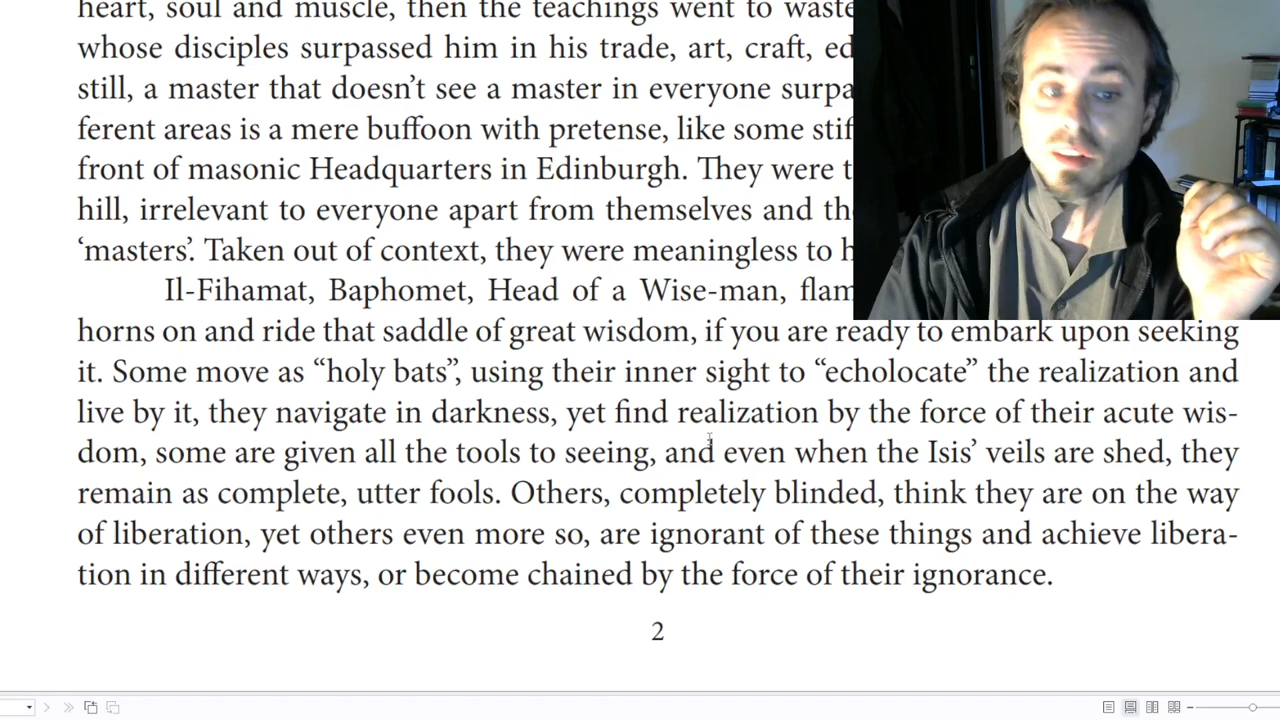 heart, soul and muscle, then the teachings went to waste
whose disciples surpassed him in his trade, art, craft, ed
still, a master that doesn't see a master in everyone surpa
ferent areas is a mere buffoon with pretense, like some stif
front of masonic Headquarters in Edinburgh. They were t
hill, irrelevant to everyone apart from themselves and th
'masters'. Taken out of context, they were meaningless to h
Il-Fihamat, Baphomet, Head of a Wise-man, flam
horns on and ride that saddle of great wisdom, if you are ready to embark upon seeking
it. Some move as “holy bats”, using their inner sight to “echolocate” the realization and
live by it, they navigate in darkness, yet find realization by the force of their acute wis-
dom, some are given all the tools to seeing, and even when the Isis’ veils are shed, they
remain as complete, utter fools. Others, completely blinded, think they are on the way
of liberation, yet others even more so, are ignorant of these things and achieve libera-
tion in different ways, or become chained by the force of their ignorance.
2